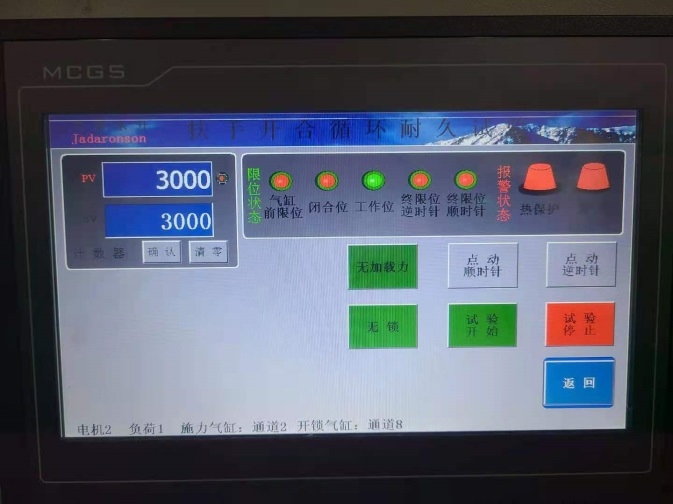 MCGS
扶手开合循环耐久试
Jadaronson
PV 3000
3000
计数器 确认 清零
限位状态
气缸前限位
闭合位
工作位
终限位逆时针
终限位顺时针
报警状态
热保护
无加载力
点动顺时针
点动逆时针
无锁
试验开始
试验停止
返回
电机2 负荷1 施力气缸：通道2 开锁气缸：通道8